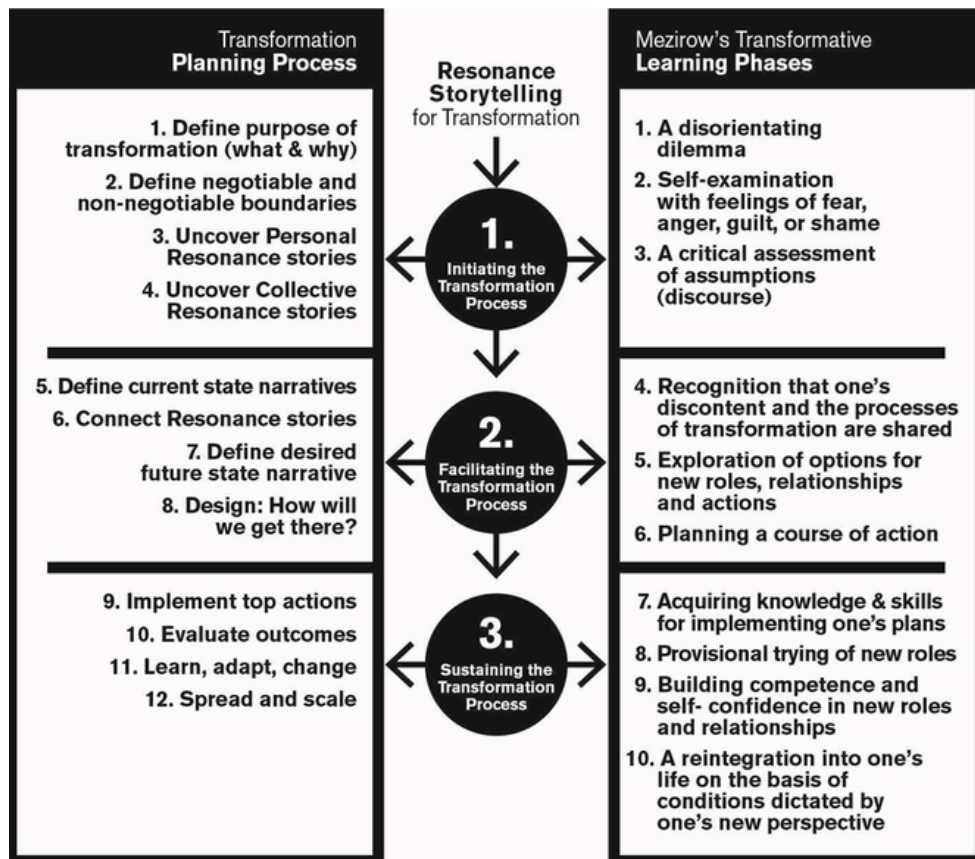 Transformation
Planning Process
1. Define purpose of
transformation (what & why)
2. Define negotiable and
non-negotiable boundaries
3. Uncover Personal
Resonance stories
4. Uncover Collective
Resonance stories
5. Define current state narratives
6. Connect Resonance stories
7. Define desired
future state narrative
8. Design: How will
we get there?
9. Implement top actions
10. Evaluate outcomes
11. Learn, adapt, change
12. Spread and scale
Resonance
Storytelling
for Transformation
1.
Initiating the
Transformation
Process
2.
Facilitating the
Transformation
Process
3.
Sustaining the
Transformation
Process
Mezirow's Transformative
Learning Phases
1. A disorientating
dilemma
2. Self-examination
with feelings of fear,
anger, guilt, or shame
3. A critical assessment
of assumptions
(discourse)
4. Recognition that one's
discontent and the processes
of transformation are shared
5. Exploration of options for
new roles, relationships
and actions
6. Planning a course of action
7. Acquiring knowledge & skills
for implementing one's plans
8. Provisional trying of new roles
9. Building competence and
self- confidence in new roles
and relationships
10. A reintegration into one's
life on the basis of
conditions dictated by
one's new perspective